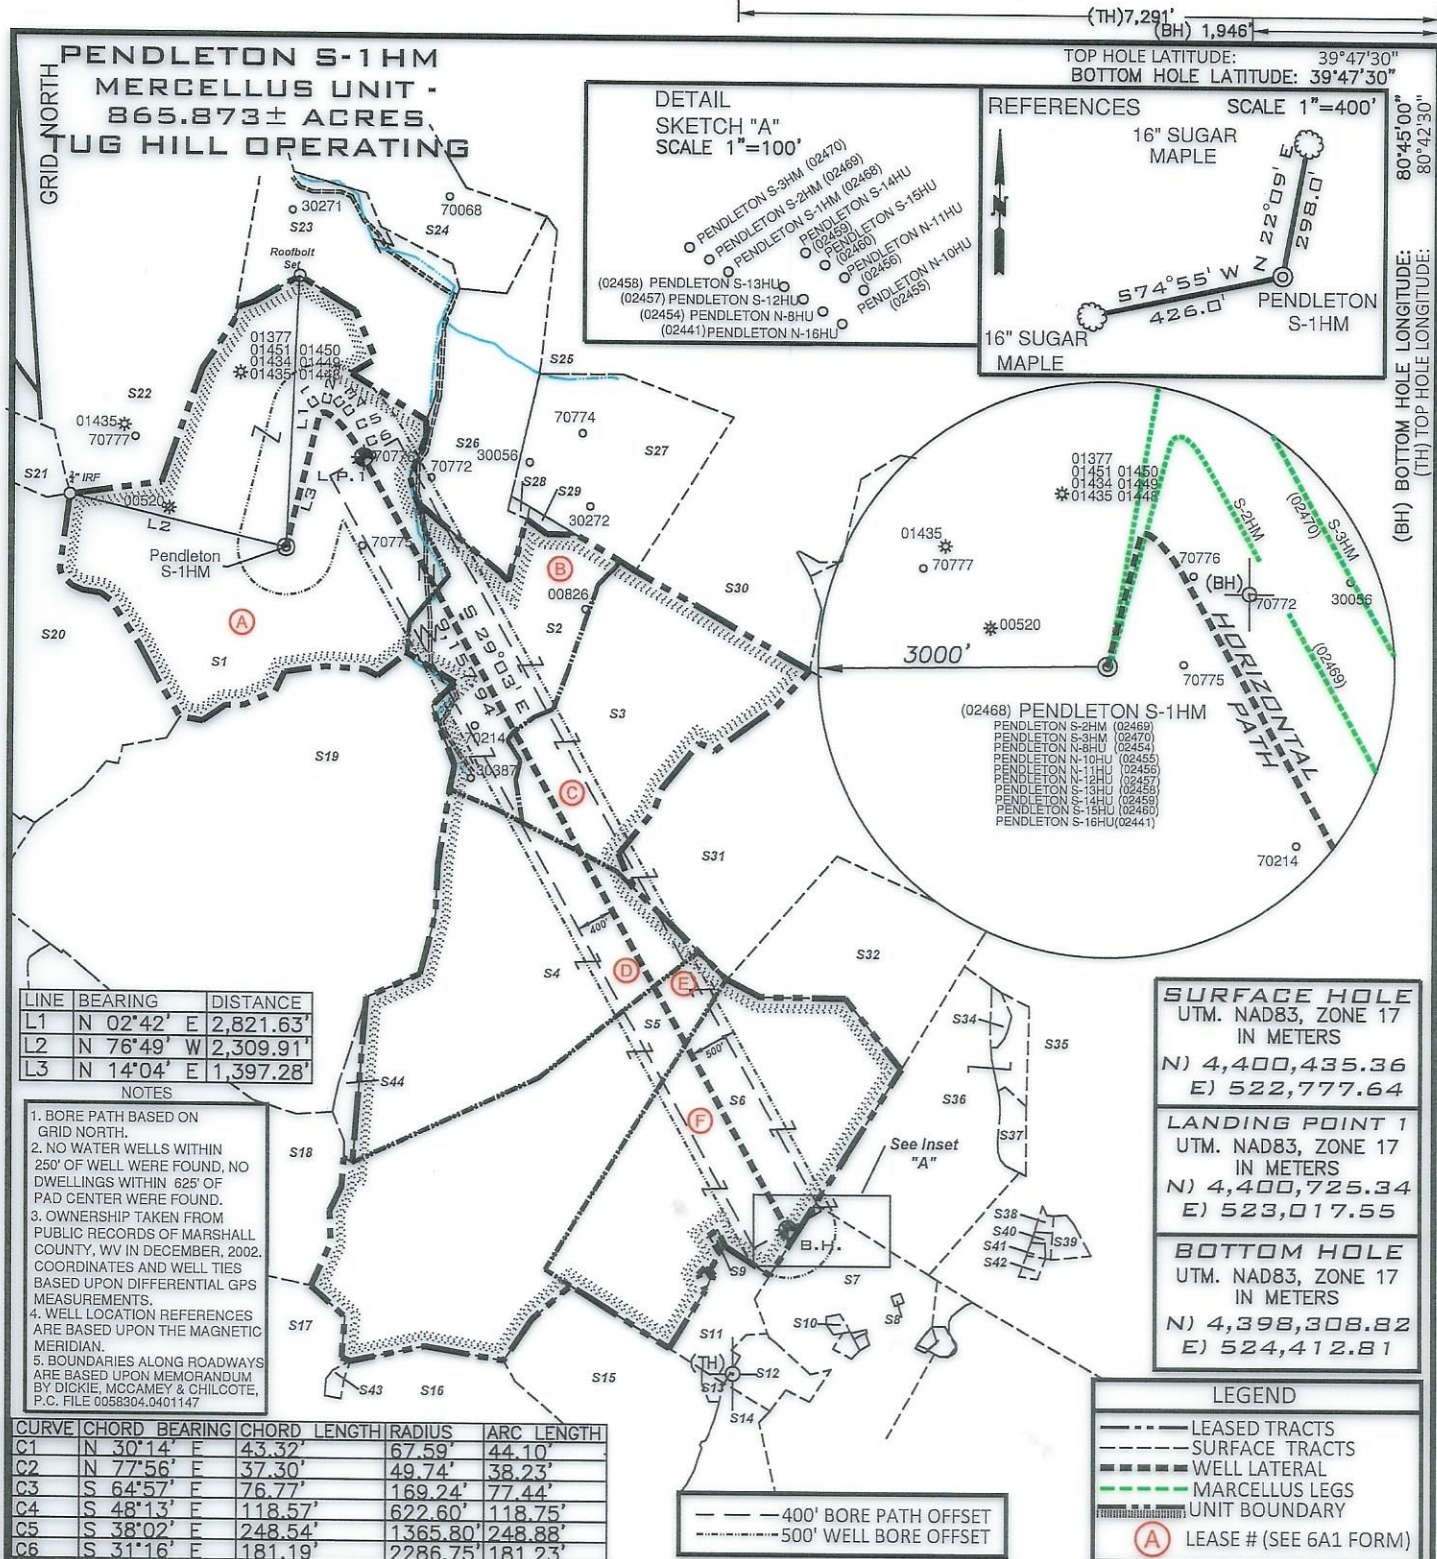 (TH)7,291'
(BH) 1,946'
PENDLETON S-1HM
MERCELLUS UNIT -
865.873± ACRES
TUG HILL OPERATING
GRID NORTH
TOP HOLE LATITUDE: 39°47'30"
BOTTOM HOLE LATITUDE: 39°47'30"
80°45'00"
80°42'30"
(BH) BOTTOM HOLE LONGITUDE:
(TH) TOP HOLE LONGITUDE:
DETAIL
SKETCH "A"
SCALE 1"=100'
PENDLETON S-3HM (02470)
PENDLETON S-2HM (02469)
PENDLETON S-1HM (02468)
PENDLETON S-14HU
(02459)
PENDLETON S-15HU
(02460)
PENDLETON N-11HU
(02456)
PENDLETON N-10HU
(02455)
(02458) PENDLETON S-13HU
(02457) PENDLETON S-12HU
(02454) PENDLETON N-8HU
(02441) PENDLETON N-16HU
REFERENCES SCALE 1"=400'
16" SUGAR
MAPLE
N 22°09' E
298.0'
S74°55' W
426.0'
PENDLETON
S-1HM
16" SUGAR
MAPLE
30271
S23
70068
S24
Roofbolt
Set
01377
01451 01450
01434 01449
01435 01448
S22
01435
70777
S21
½" IRF
00520
L2
L1
L3
C5
C6
L.P.1
70776
70772
S25
S26
70774
30056
S27
S28
S29
30272
Pendleton
S-1HM
70775
B
00826
S30
S2
A
S1
S20
S 29°03' E
9,157.94'
S3
S19
70214
30387
C
S31
400'
D
E
S4
S32
S5
500'
S6
F
S34
S35
S36
S37
See Inset
"A"
S38
S40
S41
S42
S39
B.H.
S7
S9
S8
S10
S11
(TH)
S12
S13
S14
S15
S16
S43
S17
S18
S44
01377
01451 01450
01434 01449
01435 01448
01435
70777
00520
S-2HM
(02470)
S-3HM
70776
(BH)
70772
30056
3000'
70775
(02469)
HORIZONTAL
PATH
70214
(02468) PENDLETON S-1HM
PENDLETON S-2HM (02469)
PENDLETON S-3HM (02470)
PENDLETON N-8HU (02454)
PENDLETON N-10HU (02455)
PENDLETON N-11HU (02456)
PENDLETON N-12HU (02457)
PENDLETON S-13HU (02458)
PENDLETON S-14HU (02459)
PENDLETON S-15HU (02460)
PENDLETON S-16HU (02441)
LINE BEARING DISTANCE
L1 N 02°42' E 2,821.63'
L2 N 76°49' W 2,309.91'
L3 N 14°04' E 1,397.28'
NOTES
1. BORE PATH BASED ON
GRID NORTH.
2. NO WATER WELLS WITHIN
250' OF WELL WERE FOUND, NO
DWELLINGS WITHIN 625' OF
PAD CENTER WERE FOUND.
3. OWNERSHIP TAKEN FROM
PUBLIC RECORDS OF MARSHALL
COUNTY, WV IN DECEMBER, 2002.
COORDINATES AND WELL TIES
BASED UPON DIFFERENTIAL GPS
MEASUREMENTS.
4. WELL LOCATION REFERENCES
ARE BASED UPON THE MAGNETIC
MERIDIAN.
5. BOUNDARIES ALONG ROADWAYS
ARE BASED UPON MEMORANDUM
BY DICKIE, MCCAMEY & CHILCOTE,
P.C. FILE 0058304.0401147
CURVE CHORD BEARING CHORD LENGTH RADIUS ARC LENGTH
C1 N 30°14' E 43.32' 67.59' 44.10'
C2 N 77°56' E 37.30' 49.74' 38.23'
C3 S 64°57' E 76.77' 169.24' 77.44'
C4 S 48°13' E 118.57' 622.60' 118.75'
C5 S 38°02' E 248.54' 1365.80' 248.88'
C6 S 31°16' E 181.19' 2286.75' 181.23'
SURFACE HOLE
UTM. NAD83, ZONE 17
IN METERS
N) 4,400,435.36
E) 522,777.64
LANDING POINT 1
UTM. NAD83, ZONE 17
IN METERS
N) 4,400,725.34
E) 523,017.55
BOTTOM HOLE
UTM. NAD83, ZONE 17
IN METERS
N) 4,398,308.82
E) 524,412.81
400' BORE PATH OFFSET
500' WELL BORE OFFSET
LEGEND
LEASED TRACTS
SURFACE TRACTS
WELL LATERAL
MARCELLUS LEGS
UNIT BOUNDARY
A LEASE # (SEE 6A1 FORM)